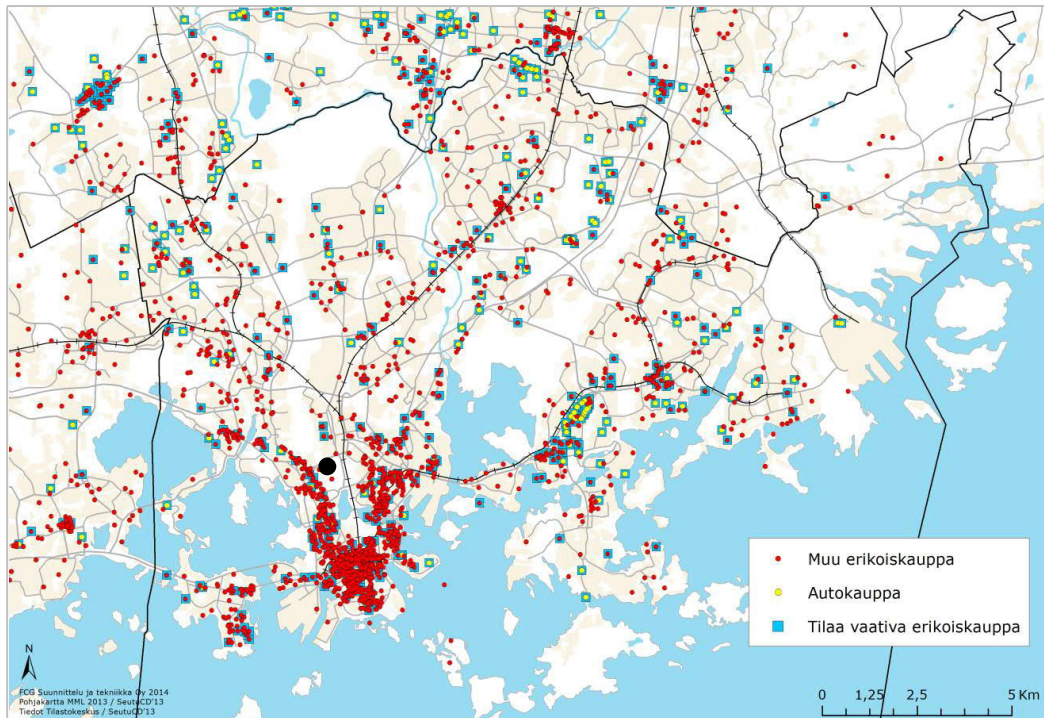 Muu erikoiskauppa
Autokauppa
Tilaa vaativa erikoiskauppa
N
FCG Suunnittelu ja tekniikka Oy 2014
Pohjakartta MML 2013 / SeutuCD'13
Tiedot Tilastokeskus / SeutuCD'13
0 1,25 2,5 5 Km